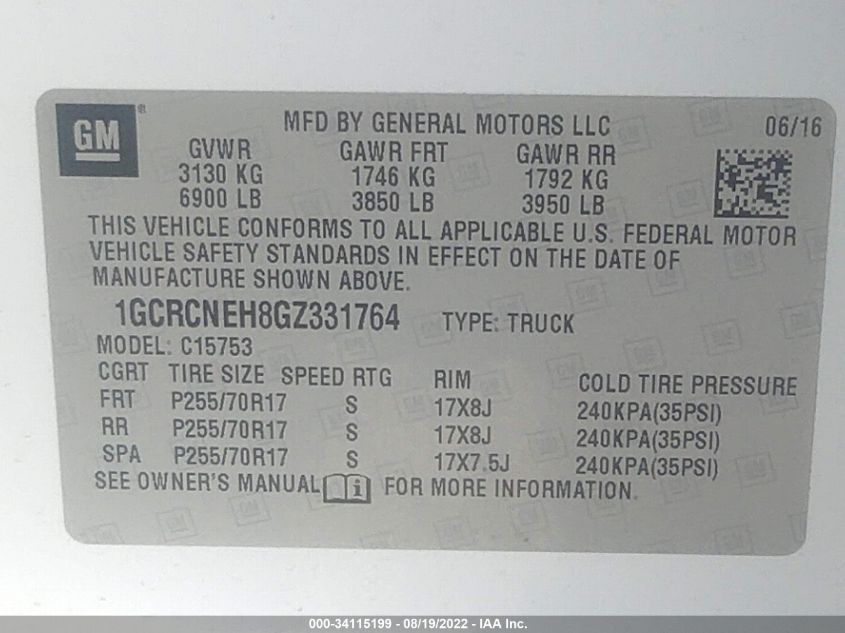 GM®
MFD BY GENERAL MOTORS LLC 06/16
GVWR GAWR FRT GAWR RR
3130 KG 1746 KG 1792 KG
6900 LB 3850 LB 3950 LB
THIS VEHICLE CONFORMS TO ALL APPLICABLE U.S. FEDERAL MOTOR
VEHICLE SAFETY STANDARDS IN EFFECT ON THE DATE OF
MANUFACTURE SHOWN ABOVE.
1GCRCNEH8GZ331764 TYPE: TRUCK
MODEL: C15753
CGRT TIRE SIZE SPEED RTG RIM COLD TIRE PRESSURE
FRT P255/70R17 S 17X8J 240KPA(35PSI)
RR P255/70R17 S 17X8J 240KPA(35PSI)
SPA P255/70R17 S 17X7.5J 240KPA(35PSI)
SEE OWNER'S MANUAL i FOR MORE INFORMATION.
000-34115199 - 08/19/2022 - IAA Inc.